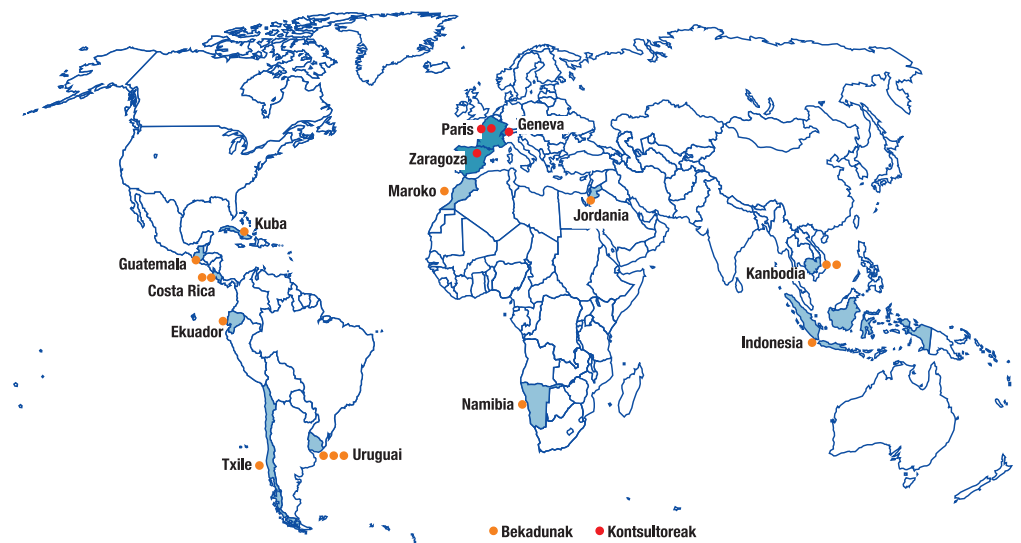 Paris
Geneva
Zaragoza
Maroko
Jordania
Kuba
Guatemala
Costa Rica
Kanbodia
Ekuador
Indonesia
Namibia
Txile
Uruguai
Bekadunak
Kontsultoreak